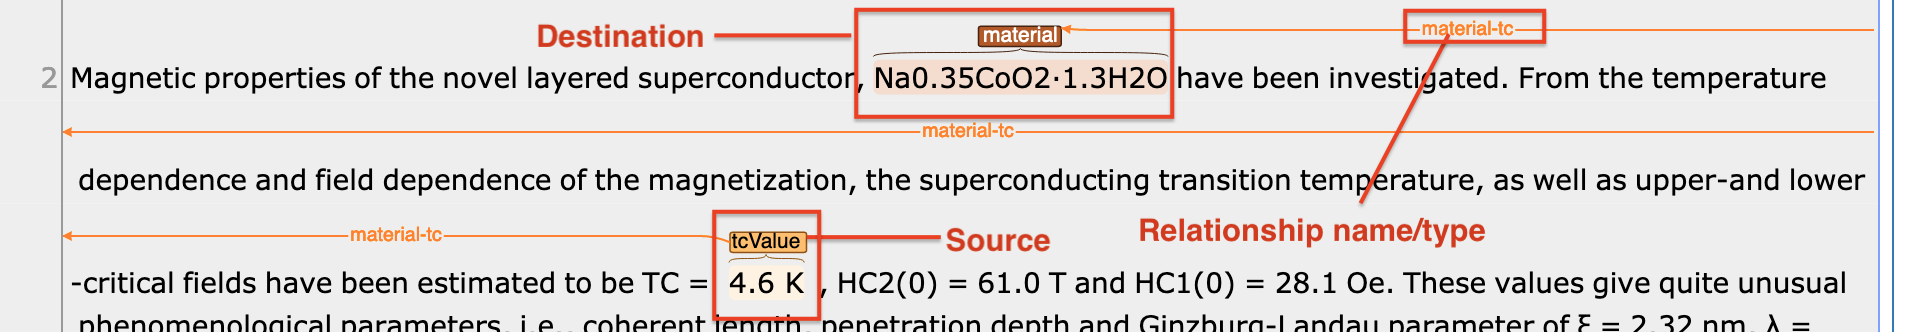 Destination
material
material-tc
2 Magnetic properties of the novel layered superconductor, Na0.35CoO2·1.3H2O have been investigated. From the temperature
material-tc
dependence and field dependence of the magnetization, the superconducting transition temperature, as well as upper-and lower
material-tc
tcValue
Source
Relationship name/type
-critical fields have been estimated to be TC = 4.6 K , HC2(0) = 61.0 T and HC1(0) = 28.1 Oe. These values give quite unusual
phenomenological parameters, i.e., coherent length, penetration depth and Ginzburg-Landau parameter of ξ = 2.32 nm, λ =